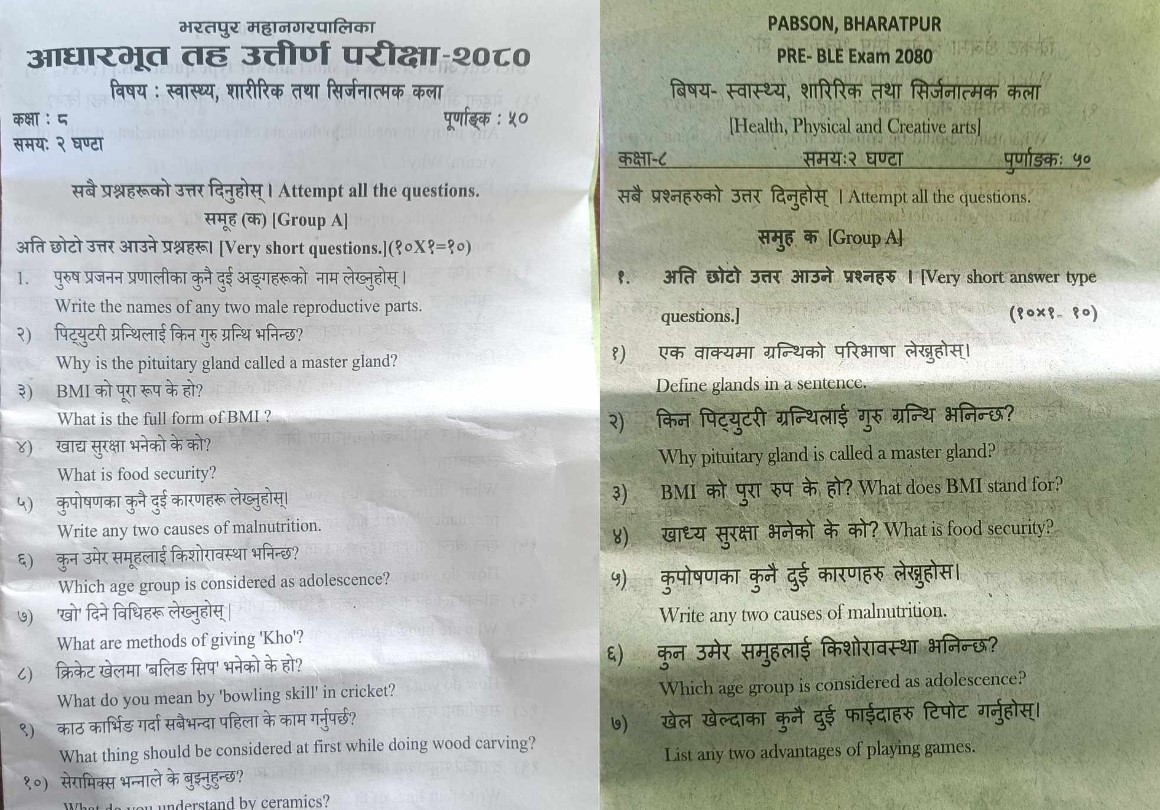 भरतपुर महानगरपालिका
आधारभूत तह उत्तीर्ण परीक्षा-२०८०
विषय : स्वास्थ्य, शारीरिक तथा सिर्जनात्मक कला
कक्षा : ८
पूर्णाङ्क : ५०
समयः २ घण्टा
सबै प्रश्नहरूको उत्तर दिनुहोस् । Attempt all the questions.
समूह (क) [Group A]
अति छोटो उत्तर आउने प्रश्नहरू। [Very short questions.](१०X१=१०)
1. पुरुष प्रजनन प्रणालीका कुनै दुई अङ्गहरूको नाम लेख्नुहोस् ।
Write the names of any two male reproductive parts.
२) पिट्युटरी ग्रन्थिलाई किन गुरु ग्रन्थि भनिन्छ?
Why is the pituitary gland called a master gland?
३) BMI को पूरा रूप के हो?
What is the full form of BMI ?
४) खाद्य सुरक्षा भनेको के को?
What is food security?
५) कुपोषणका कुनै दुई कारणहरू लेख्नुहोस्।
Write any two causes of malnutrition.
६) कुन उमेर समूहलाई किशोरावस्था भनिन्छ?
Which age group is considered as adolescence?
७) 'खो' दिने विधिहरू लेख्नुहोस् |
What are methods of giving 'Kho'?
८) क्रिकेट खेलमा 'बलिङ सिप' भनेको के हो?
What do you mean by 'bowling skill' in cricket?
९) काठ कार्भिङ गर्दा सबैभन्दा पहिला के काम गर्नुपर्छ?
What thing should be considered at first while doing wood carving?
१०) सेरामिक्स भन्नाले के बुझ्नुहुन्छ?
What do you understand by ceramics?
PABSON, BHARATPUR
PRE- BLE Exam 2080
बिषय- स्वास्थ्य, शारिरिक तथा सिर्जनात्मक कला
[Health, Physical and Creative arts]
कक्षा-८ समयः२ घण्टा पुर्णाङकः ५०
सबै प्रश्नहरुको उत्तर दिनुहोस् । Attempt all the questions.
समुह क [Group A]
१. अति छोटो उत्तर आउने प्रश्नहरु । [Very short answer type
questions.] (१०×१- १०)
१) एक वाक्यमा ग्रन्थिको परिभाषा लेख्नुहोस्।
Define glands in a sentence.
२) किन पिट्युटरी ग्रन्थिलाई गुरु ग्रन्थि भनिन्छ?
Why pituitary gland is called a master gland?
३) BMI को पुरा रुप के हो? What does BMI stand for?
४) खाध्य सुरक्षा भनेको के को? What is food security?
५) कुपोषणका कुनै दुई कारणहरु लेख्नुहोस।
Write any two causes of malnutrition.
६) कुन उमेर समुहलाई किशोरावस्था भनिन्छ?
Which age group is considered as adolescence?
७) खेल खेल्दाका कुनै दुई फाईदाहरु टिपोट गर्नुहोस्।
List any two advantages of playing games.